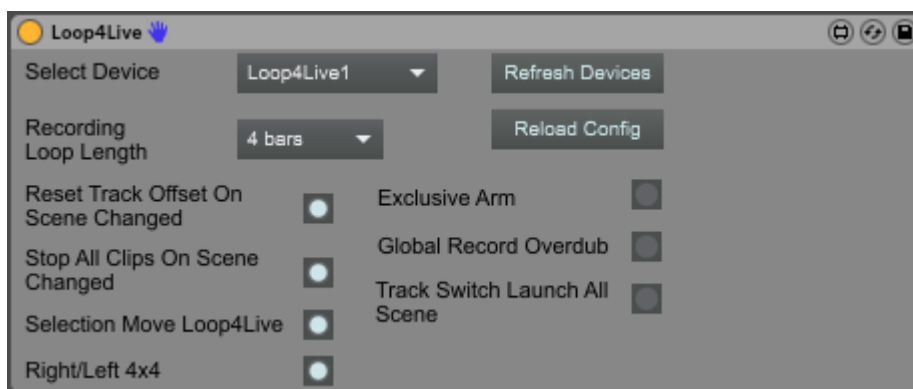 Loop4Live
Select Device
Loop4Live1
Refresh Devices
Recording
Loop Length
4 bars
Reload Config
Reset Track Offset On
Scene Changed
Exclusive Arm
Stop All Clips On Scene
Changed
Global Record Overdub
Selection Move Loop4Live
Track Switch Launch All
Scene
Right/Left 4x4